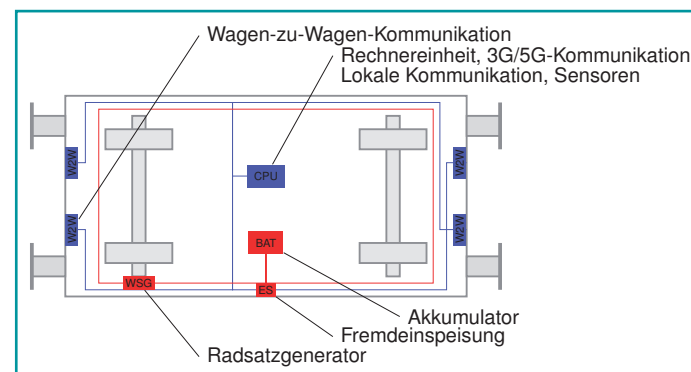 Wagen-zu-Wagen-Kommunikation
Rechnereinheit, 3G/5G-Kommunikation
Lokale Kommunikation, Sensoren
W2W
W2W
CPU
W2W
W2W
BAT
WSG
ES
Akkumulator
Fremdeinspeisung
Radsatzgenerator